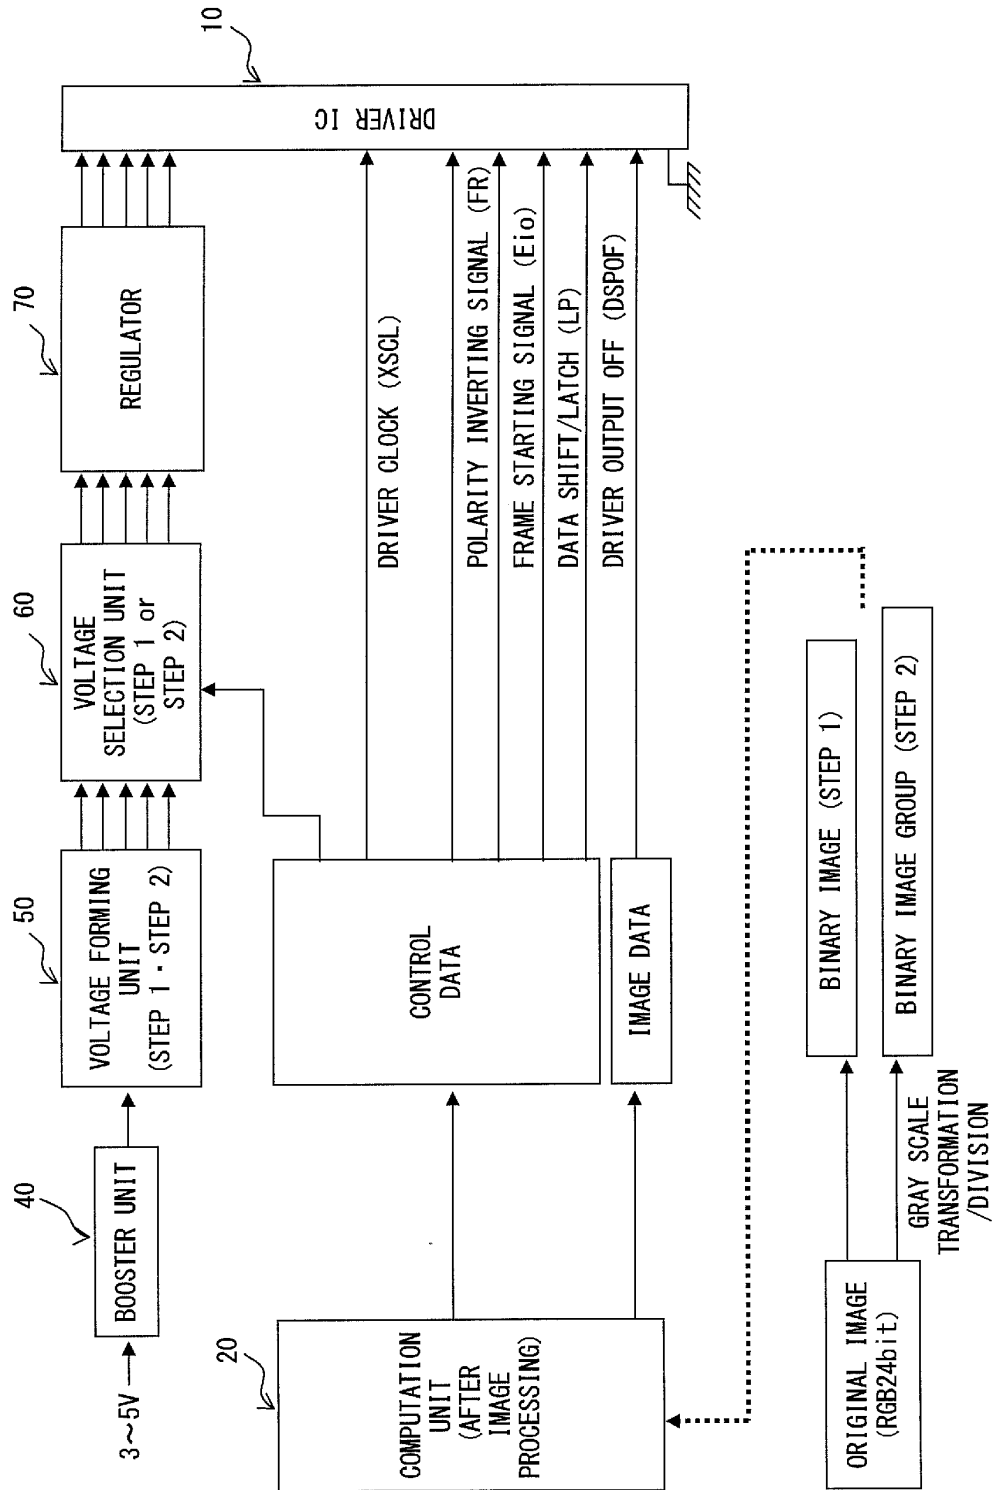 3~5V
40
BOOSTER UNIT
50
VOLTAGE FORMING
UNIT
(STEP 1・STEP 2)
60
VOLTAGE
SELECTION UNIT
(STEP 1 or
STEP 2)
70
REGULATOR
10
DRIVER IC
20
COMPUTATION
UNIT
(AFTER
IMAGE
PROCESSING)
CONTROL
DATA
IMAGE DATA
DRIVER CLOCK (XSCL)
POLARITY INVERTING SIGNAL (FR)
FRAME STARTING SIGNAL (Eio)
DATA SHIFT/LATCH (LP)
DRIVER OUTPUT OFF (DSPOF)
ORIGINAL IMAGE
(RGB24bit)
GRAY SCALE
TRANSFORMATION
/DIVISION
BINARY IMAGE (STEP 1)
BINARY IMAGE GROUP (STEP 2)